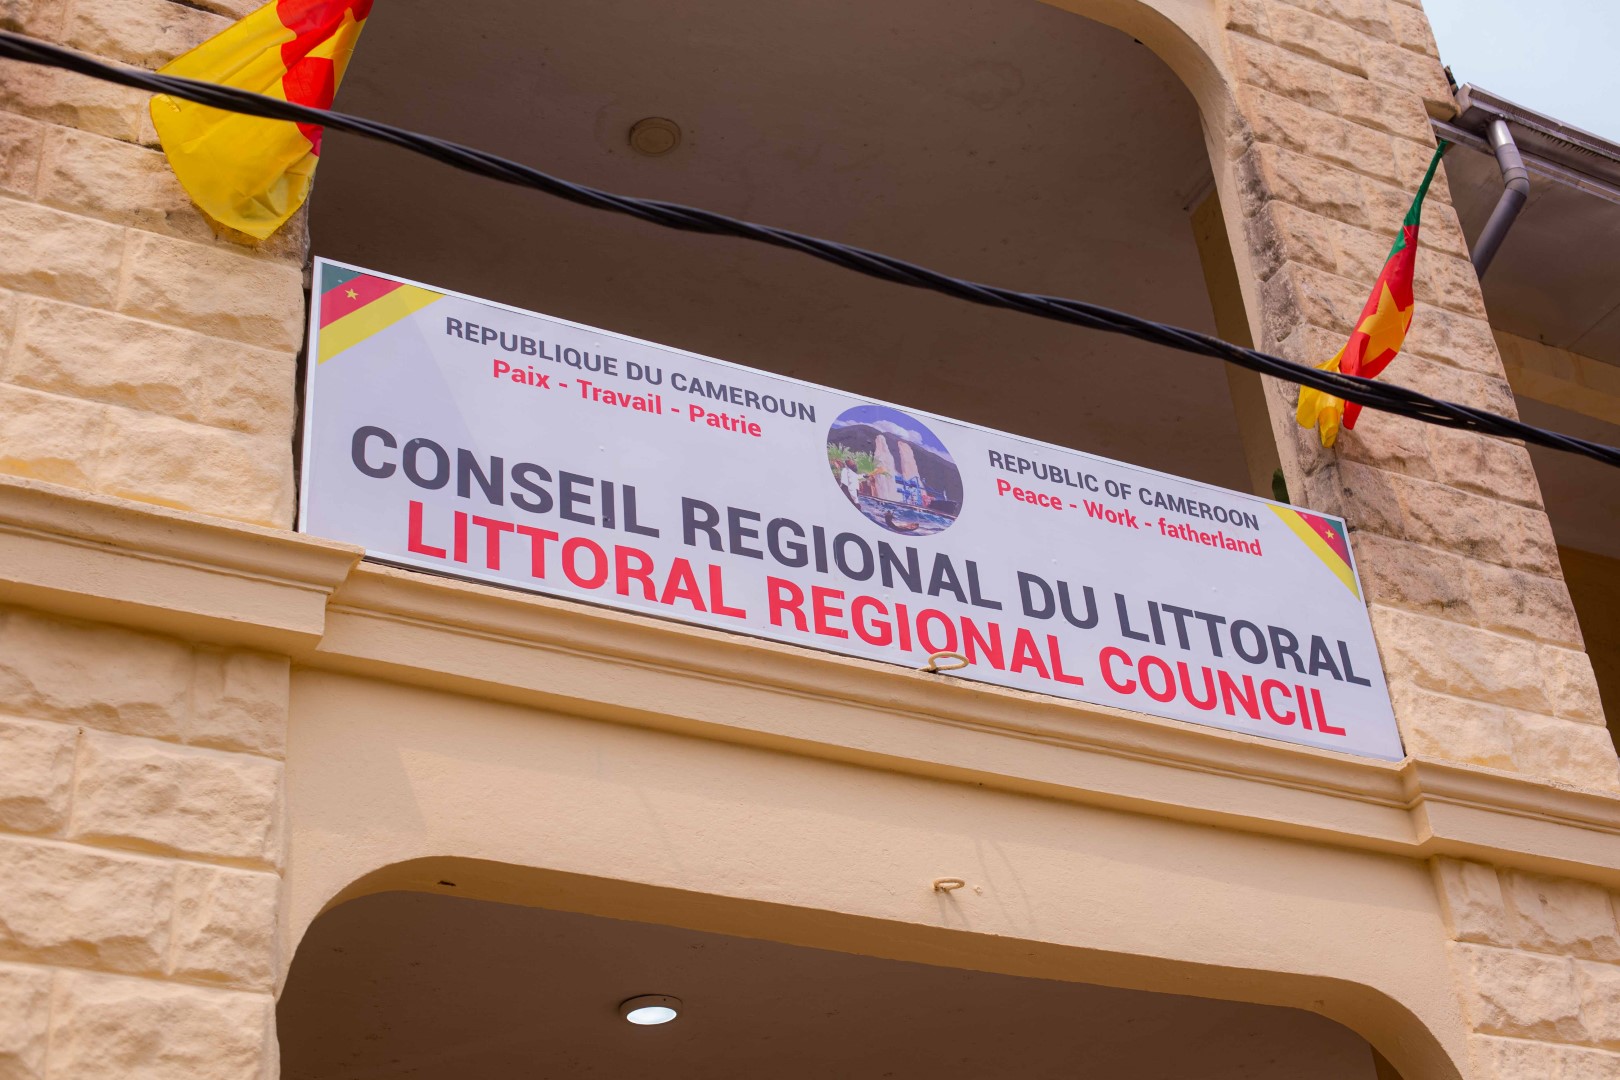 REPUBLIQUE DU CAMEROUN
Paix - Travail - Patrie
REPUBLIC OF CAMEROON
Peace - Work - fatherland
CONSEIL REGIONAL DU LITTORAL
LITTORAL REGIONAL COUNCIL